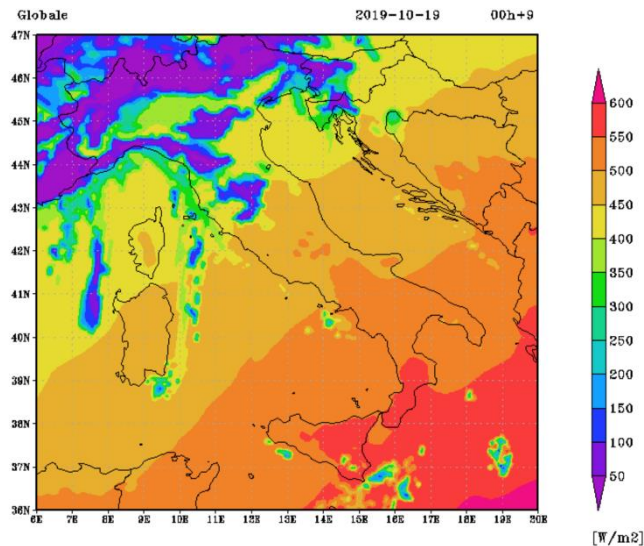 Globale 2019-10-19 00h+9
47N
46N
45N
44N
43N
42N
41N
40N
39N
38N
37N
36N
6E 7E 8E 9E 10E 11E 12E 13E 14E 15E 16E 17E 18E 19E 20E
600
550
500
450
400
350
300
250
200
150
100
50
[W/m2]